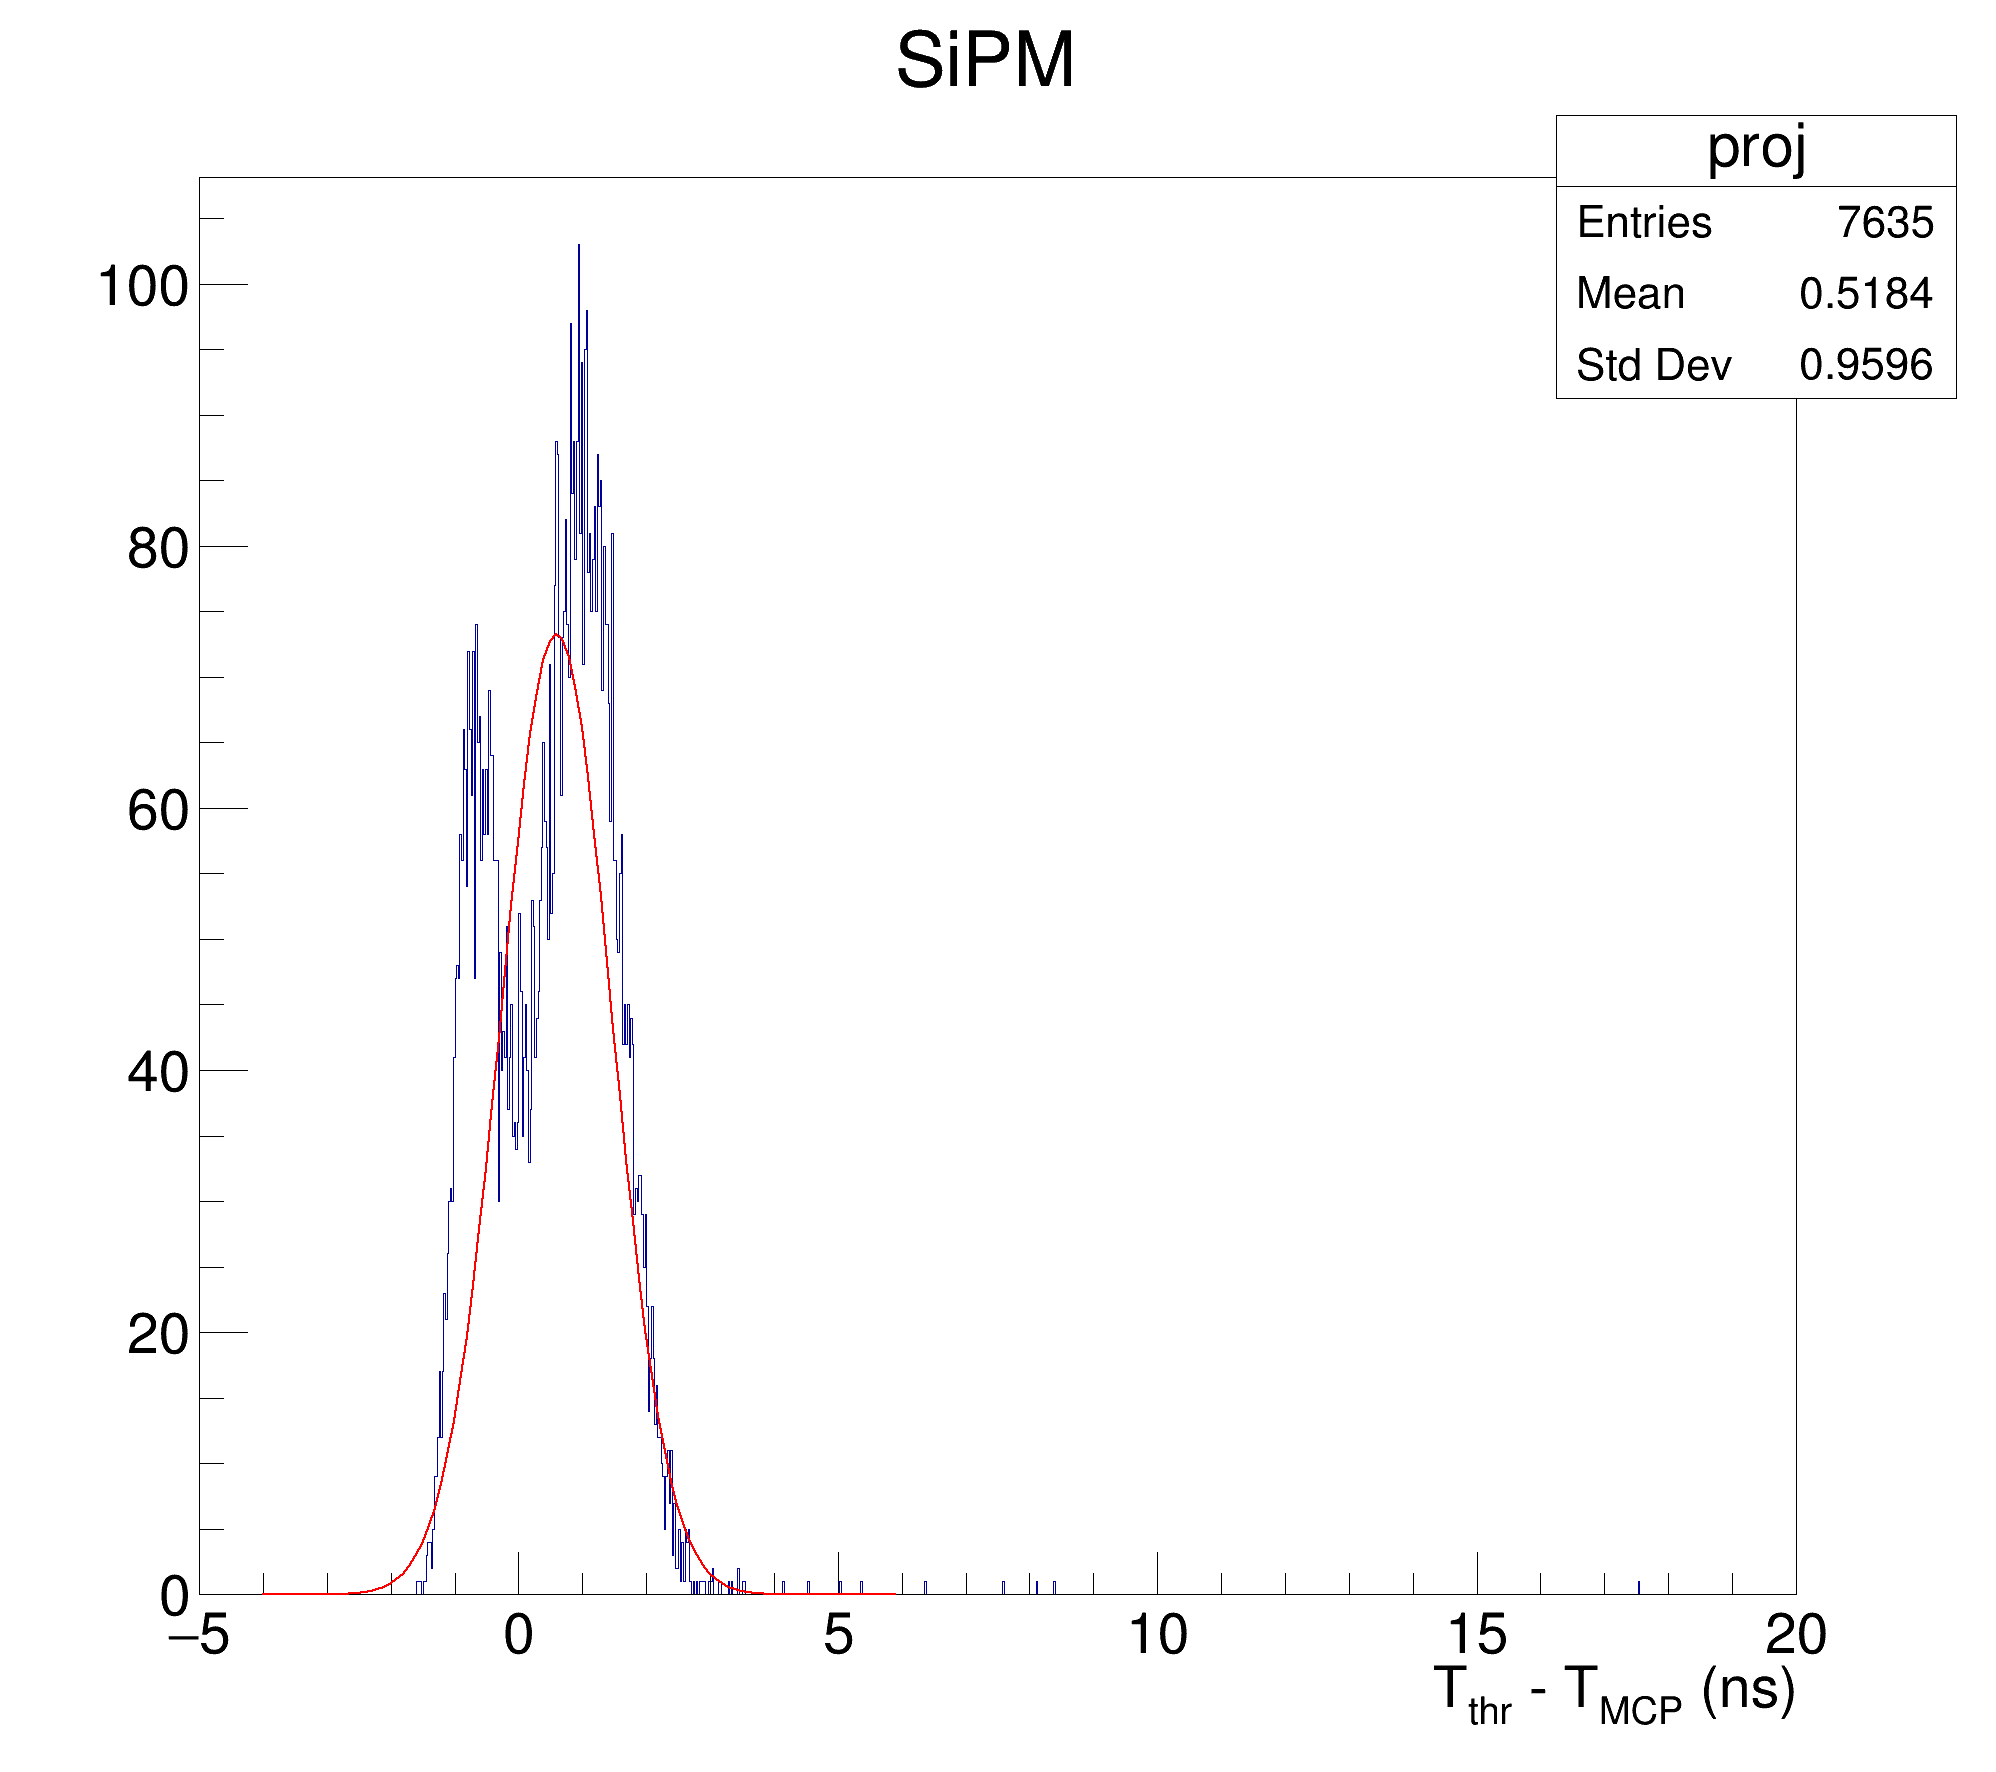 SiPM
proj
Entries 7635
Mean 0.5184
Std Dev 0.9596
100
80
60
40
20
0
−5 0 5 10 15 20
T_thr - T_MCP (ns)